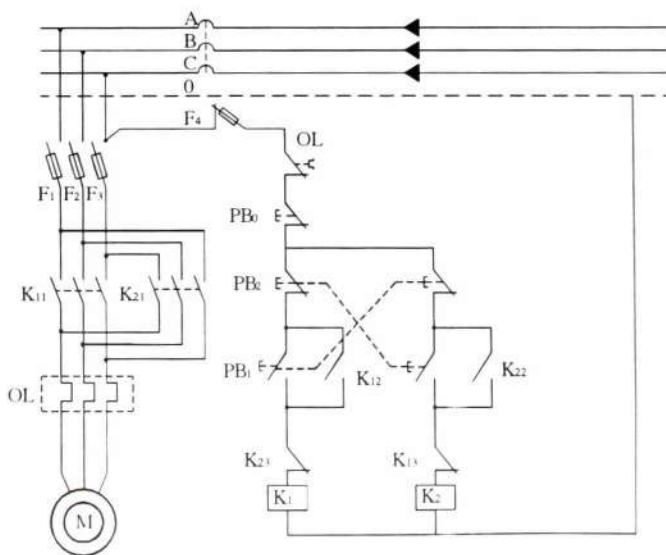 A
B
C
0
F4
OL
F1 F2 F3
PB0
K11 K21
PB2
PB1 K12 K22
OL
K23 K13
K1 K2
M